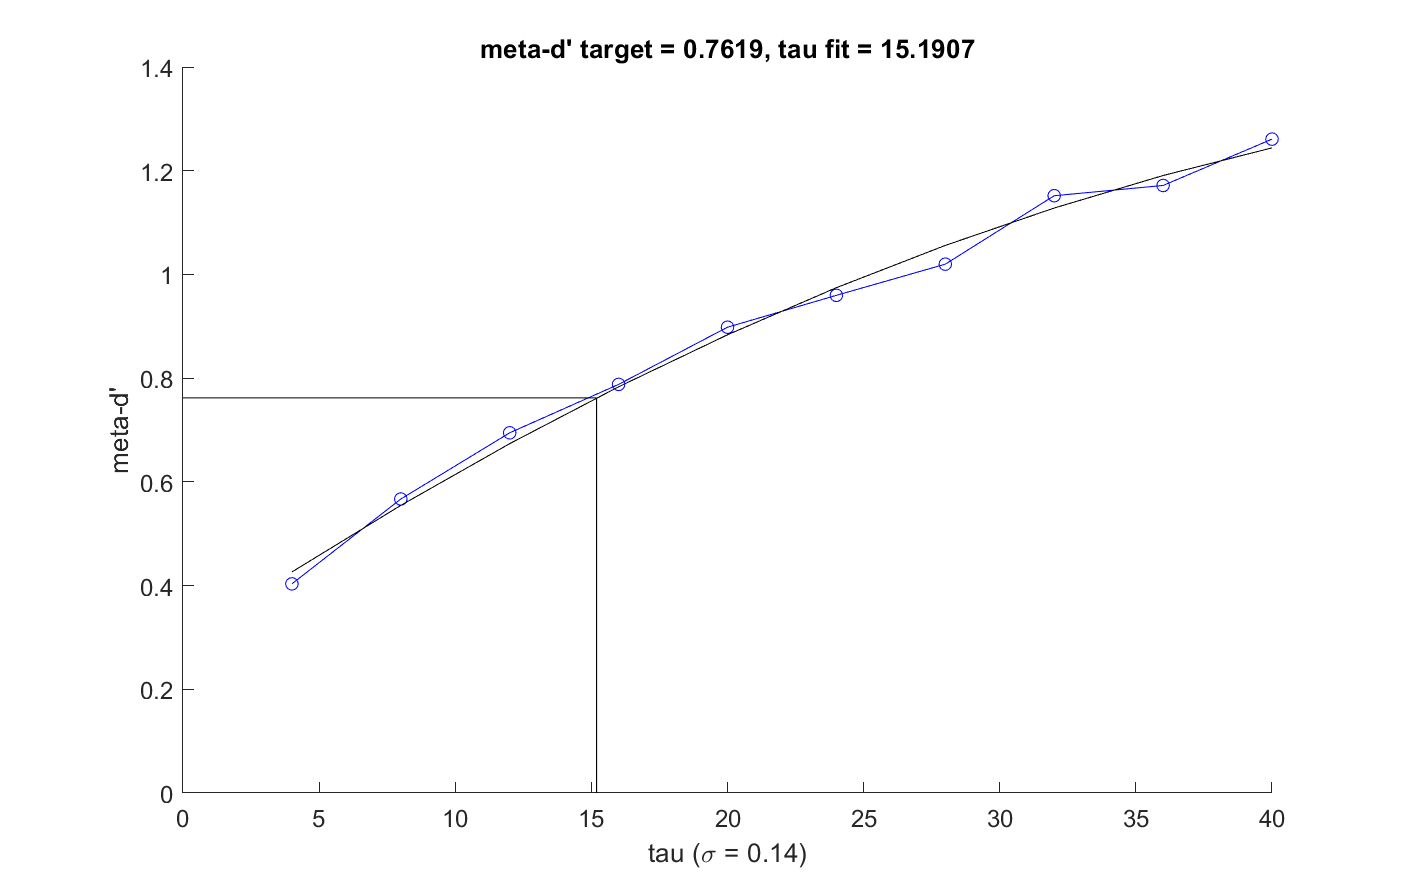 meta-d' target = 0.7619, tau fit = 15.1907
1.4
1.2
1
0.8
0.6
0.4
0.2
0
meta-d'
0 5 10 15 20 25 30 35 40
tau (σ = 0.14)